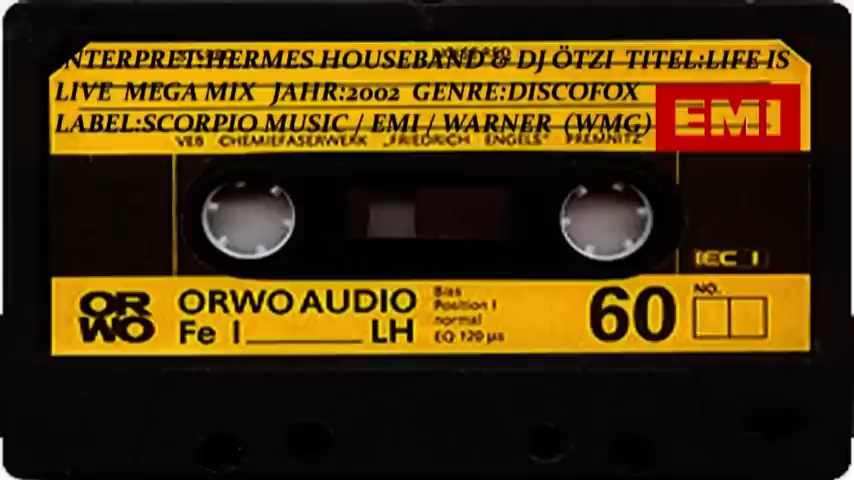 INTERPRET:HERMES HOUSEBAND & DJ ÖTZI TITEL:LIFE IS
LIVE MEGA MIX JAHR:2002 GENRE:DISCOFOX
LABEL:SCORPIO MUSIC / EMI / WARNER (WMG)
EMI
VEB CHEMIEFASERWERK „FRIEDRICH ENGELS" PREMNITZ
IEC I
ORWO
ORWO AUDIO
Fe I LH
Bias
Position I
normal
EQ 120 µs
60
NO.